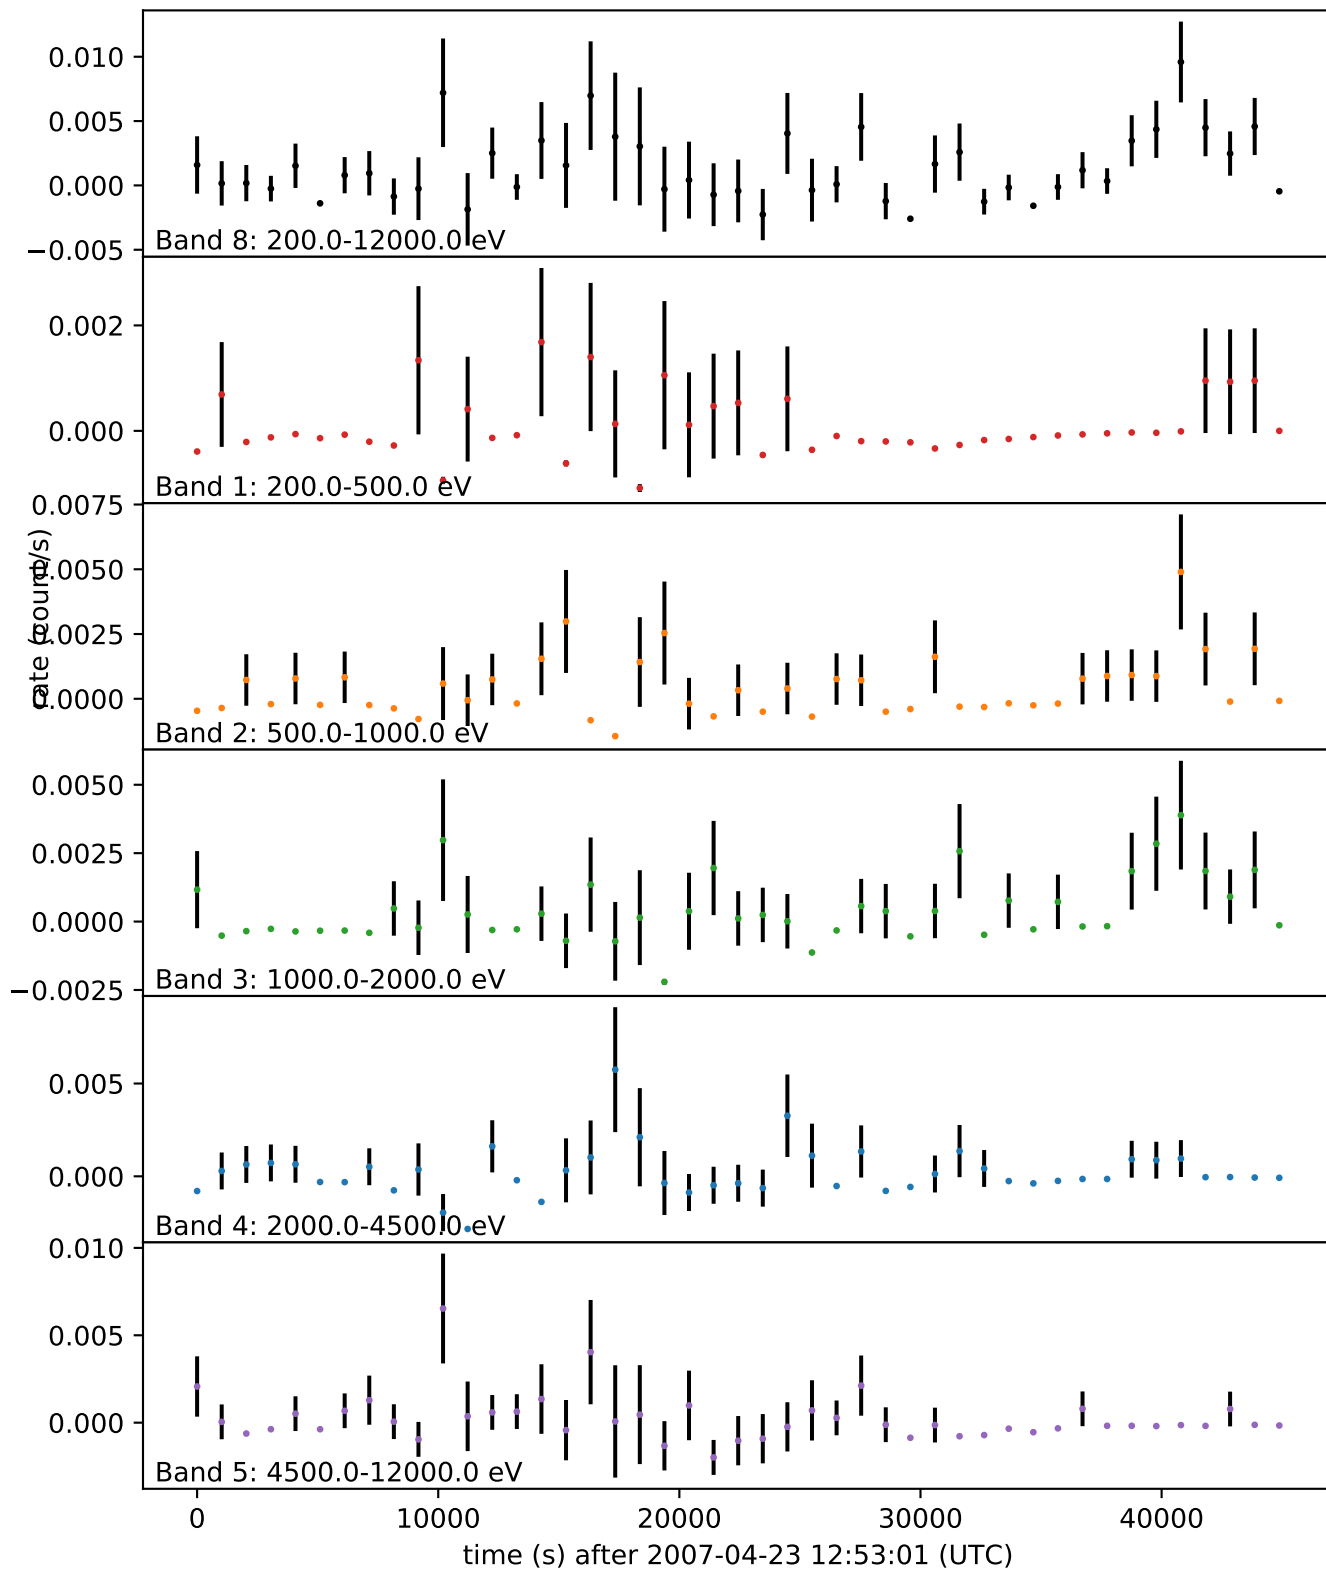 0.010
0.005
0.000
−0.005
Band 8: 200.0-12000.0 eV
0.002
0.000
Band 1: 200.0-500.0 eV
rate (count/s)
0.0075
0.0050
0.0025
0.0000
Band 2: 500.0-1000.0 eV
0.0050
0.0025
0.0000
−0.0025
Band 3: 1000.0-2000.0 eV
0.005
0.000
Band 4: 2000.0-4500.0 eV
0.010
0.005
0.000
Band 5: 4500.0-12000.0 eV
0 10000 20000 30000 40000
time (s) after 2007-04-23 12:53:01 (UTC)